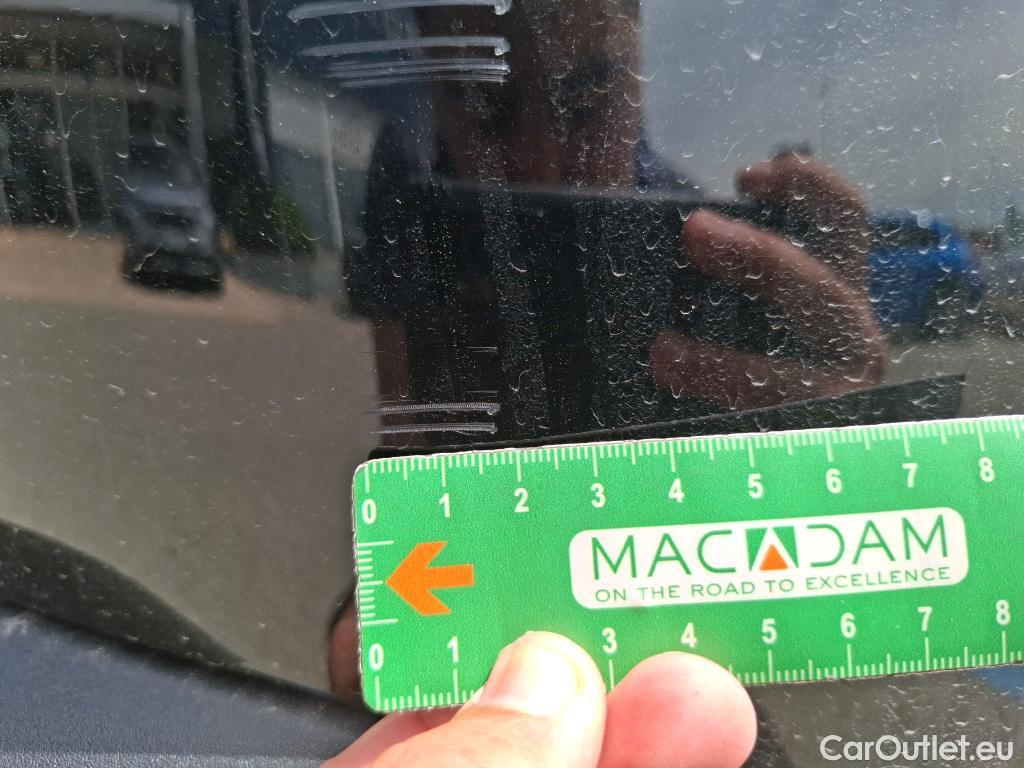 0 1 2 3 4 5 6 7 8
MACADAM
ON THE ROAD TO EXCELLENCE
0 1 3 4 5 6 7 8
CarOutlet.eu